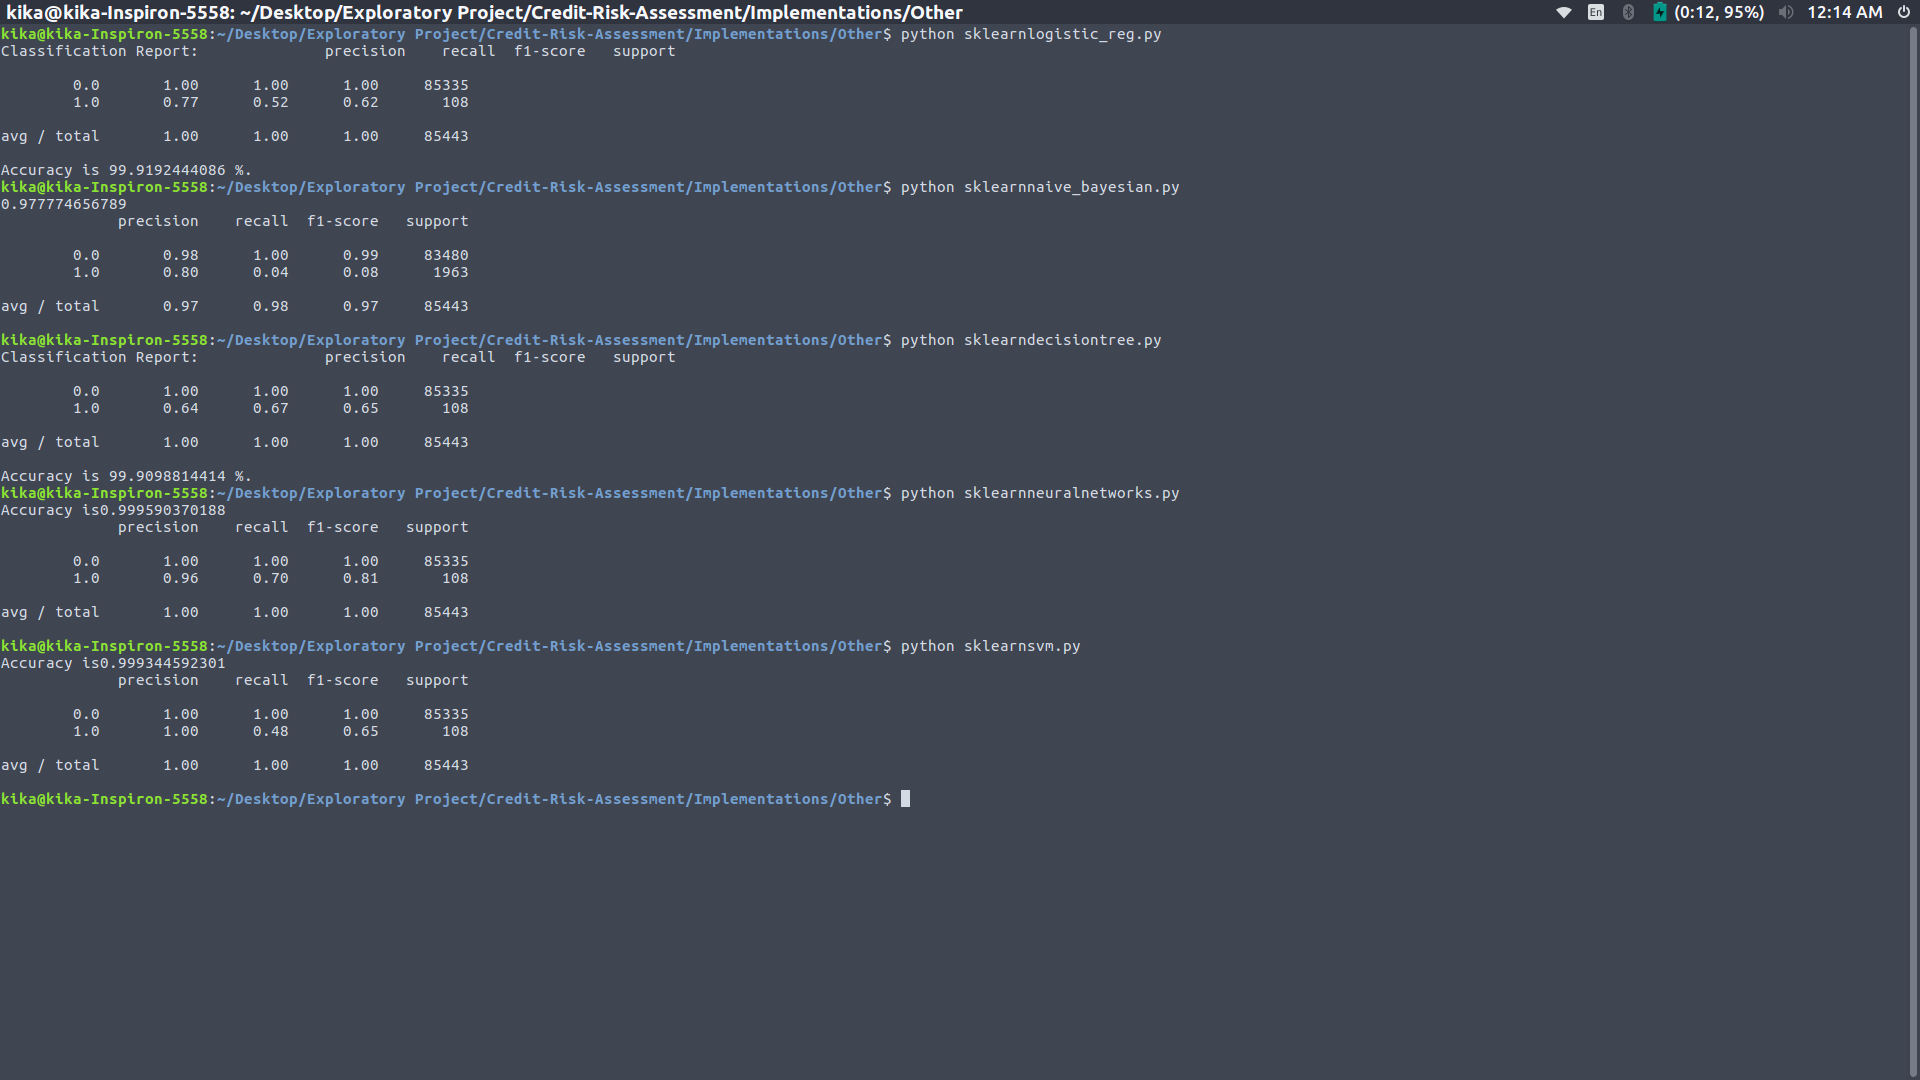 kika@kika-Inspiron-5558: ~/Desktop/Exploratory Project/Credit-Risk-Assessment/Implementations/Other En (0:12, 95%) 12:14 AM
kika@kika-Inspiron-5558:~/Desktop/Exploratory Project/Credit-Risk-Assessment/Implementations/Other$ python sklearnlogistic_reg.py
Classification Report: precision recall f1-score support
0.0 1.00 1.00 1.00 85335
1.0 0.77 0.52 0.62 108
avg / total 1.00 1.00 1.00 85443
Accuracy is 99.9192444086 %.
kika@kika-Inspiron-5558:~/Desktop/Exploratory Project/Credit-Risk-Assessment/Implementations/Other$ python sklearnnaive_bayesian.py
0.977774656789
precision recall f1-score support
0.0 0.98 1.00 0.99 83480
1.0 0.80 0.04 0.08 1963
avg / total 0.97 0.98 0.97 85443
kika@kika-Inspiron-5558:~/Desktop/Exploratory Project/Credit-Risk-Assessment/Implementations/Other$ python sklearndecisiontree.py
Classification Report: precision recall f1-score support
0.0 1.00 1.00 1.00 85335
1.0 0.64 0.67 0.65 108
avg / total 1.00 1.00 1.00 85443
Accuracy is 99.9098814414 %.
kika@kika-Inspiron-5558:~/Desktop/Exploratory Project/Credit-Risk-Assessment/Implementations/Other$ python sklearnneuralnetworks.py
Accuracy is0.999590370188
precision recall f1-score support
0.0 1.00 1.00 1.00 85335
1.0 0.96 0.70 0.81 108
avg / total 1.00 1.00 1.00 85443
kika@kika-Inspiron-5558:~/Desktop/Exploratory Project/Credit-Risk-Assessment/Implementations/Other$ python sklearnsvm.py
Accuracy is0.999344592301
precision recall f1-score support
0.0 1.00 1.00 1.00 85335
1.0 1.00 0.48 0.65 108
avg / total 1.00 1.00 1.00 85443
kika@kika-Inspiron-5558:~/Desktop/Exploratory Project/Credit-Risk-Assessment/Implementations/Other$